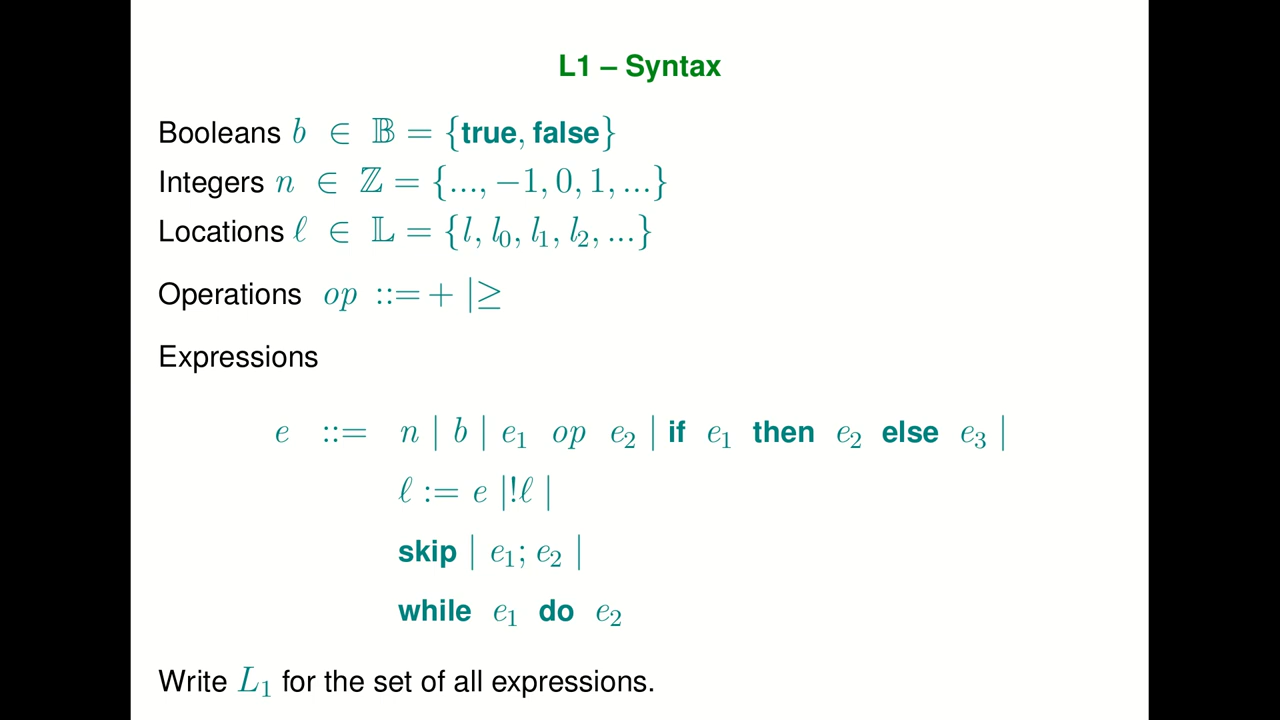 L1 – Syntax
Booleans b ∈ 𝔹 = {true, false}
Integers n ∈ ℤ = {..., −1, 0, 1, ...}
Locations ℓ ∈ 𝕃 = {l, l₀, l₁, l₂, ...}
Operations op ::= + | ≥
Expressions
e ::= n | b | e₁ op e₂ | if e₁ then e₂ else e₃ |
ℓ := e | !ℓ |
skip | e₁; e₂ |
while e₁ do e₂
Write L₁ for the set of all expressions.